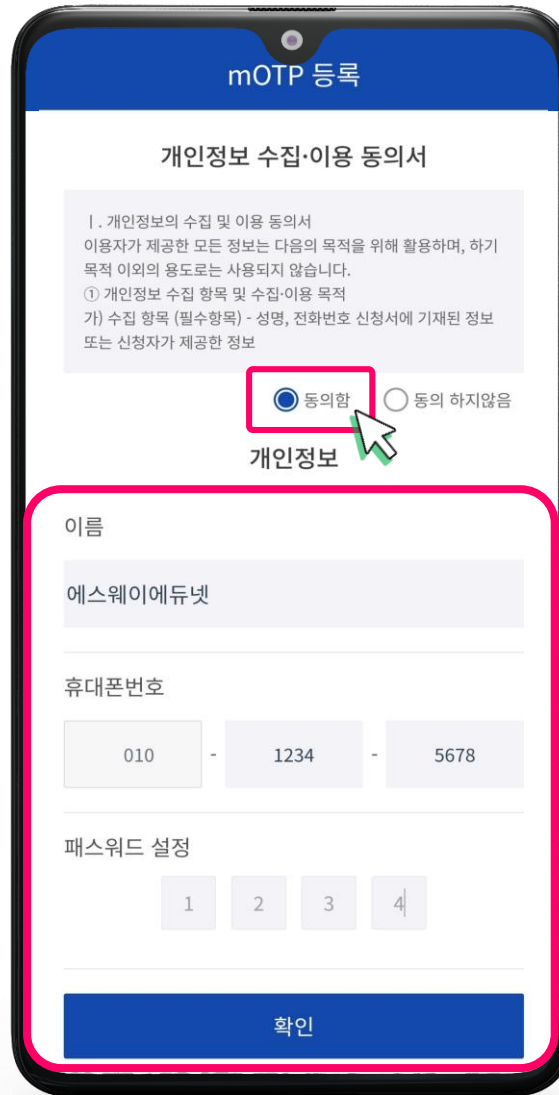 mOTP 등록
개인정보 수집·이용 동의서
Ⅰ. 개인정보의 수집 및 이용 동의서
이용자가 제공한 모든 정보는 다음의 목적을 위해 활용하며, 하기
목적 이외의 용도로는 사용되지 않습니다.
① 개인정보 수집 항목 및 수집·이용 목적
가) 수집 항목 (필수항목) - 성명, 전화번호 신청서에 기재된 정보
또는 신청자가 제공한 정보
동의함 동의 하지않음
개인정보
이름
에스웨이에듀넷
휴대폰번호
010 - 1234 - 5678
패스워드 설정
1 2 3 4
확인